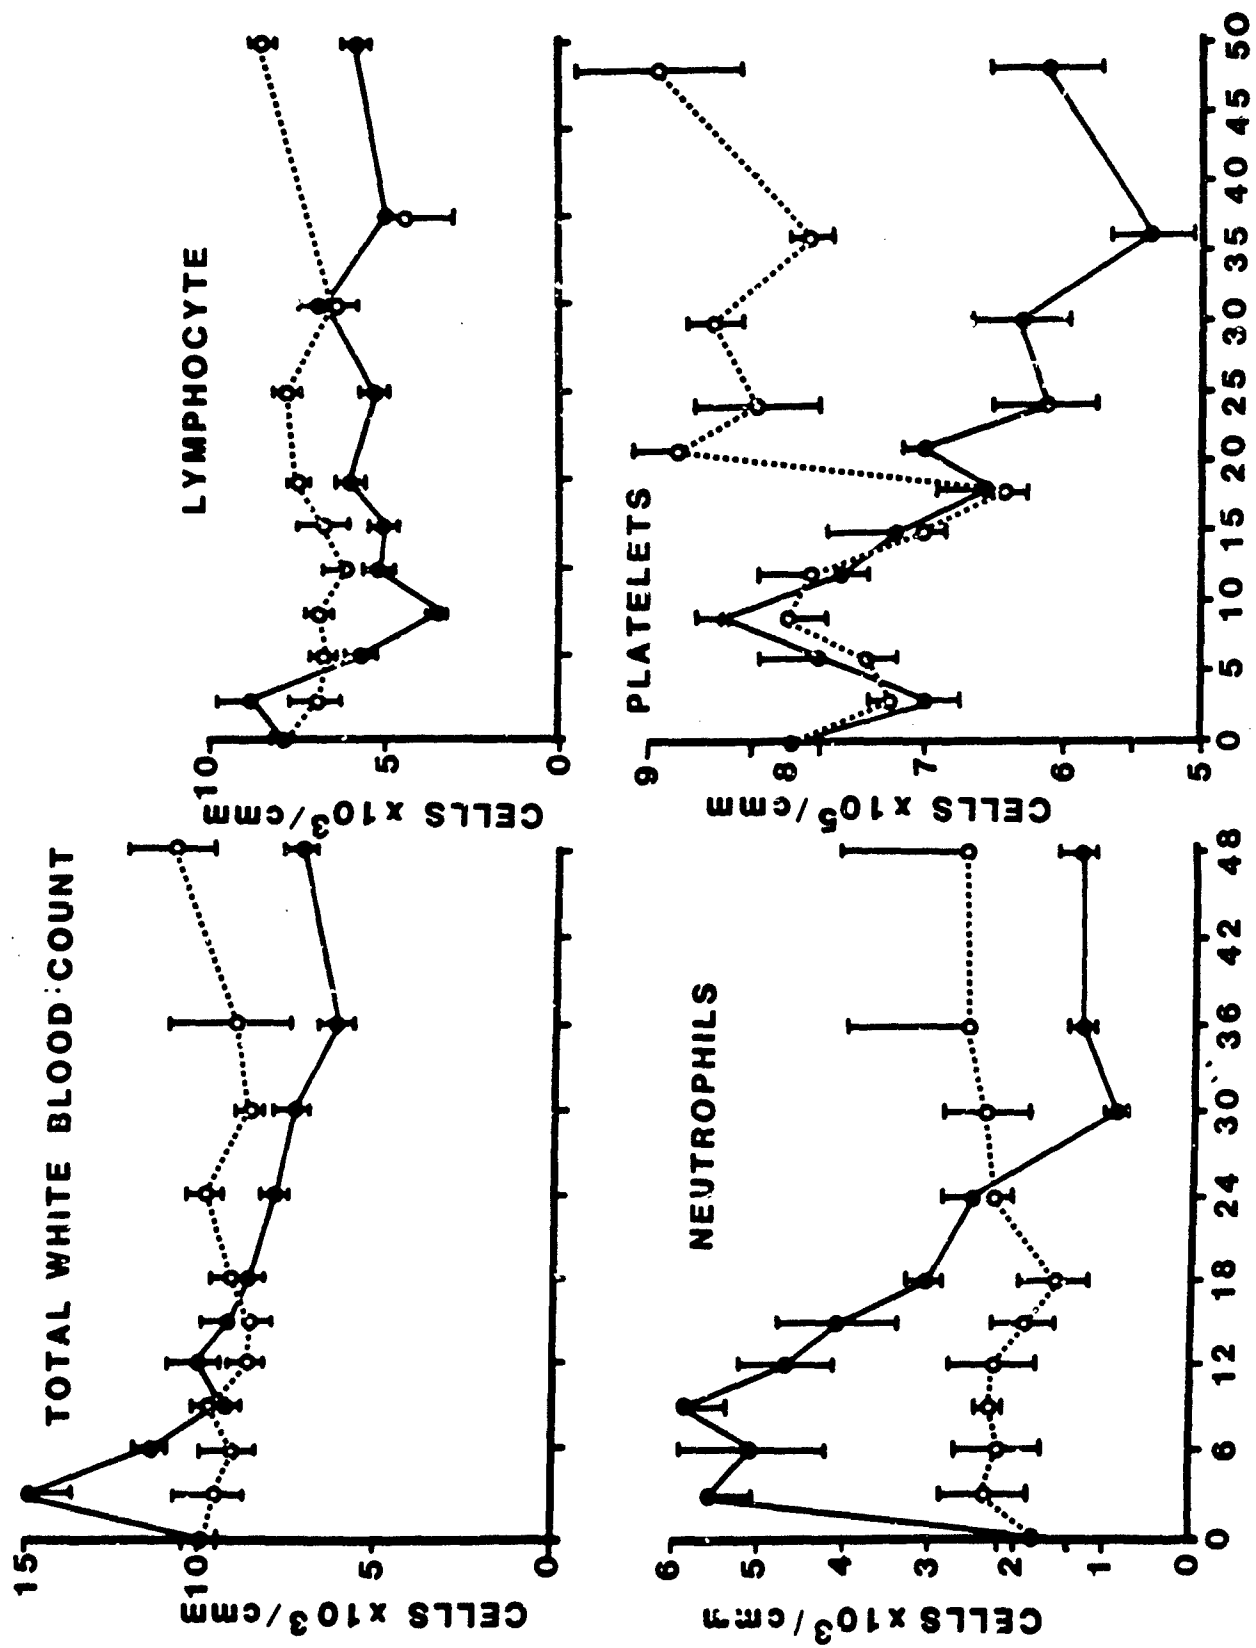 TOTAL WHITE BLOOD COUNT
15
10
5
0
CELLS x10³/cmm
LYMPHOCYTE
10
5
0
CELLS x10³/cmm
NEUTROPHILS
6
5
3
1
0
CELLS x10³/cmm
0 6 12 18 24 30 36 42 48
PLATELETS
9
8
7
6
5
CELLS x10⁵/cmm
0 5 10 15 20 25 30 35 40 45 50